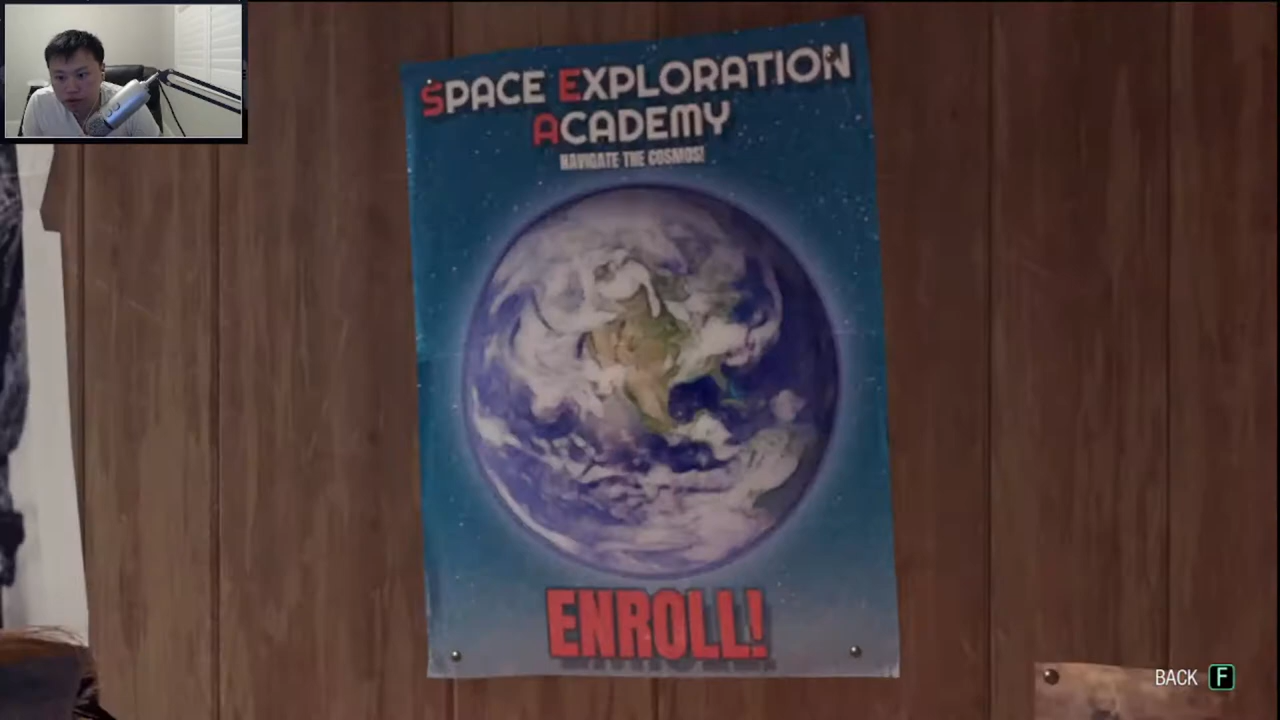 SPACE EXPLORATION
ACADEMY
NAVIGATE THE COSMOS!
ENROLL!
BACK F